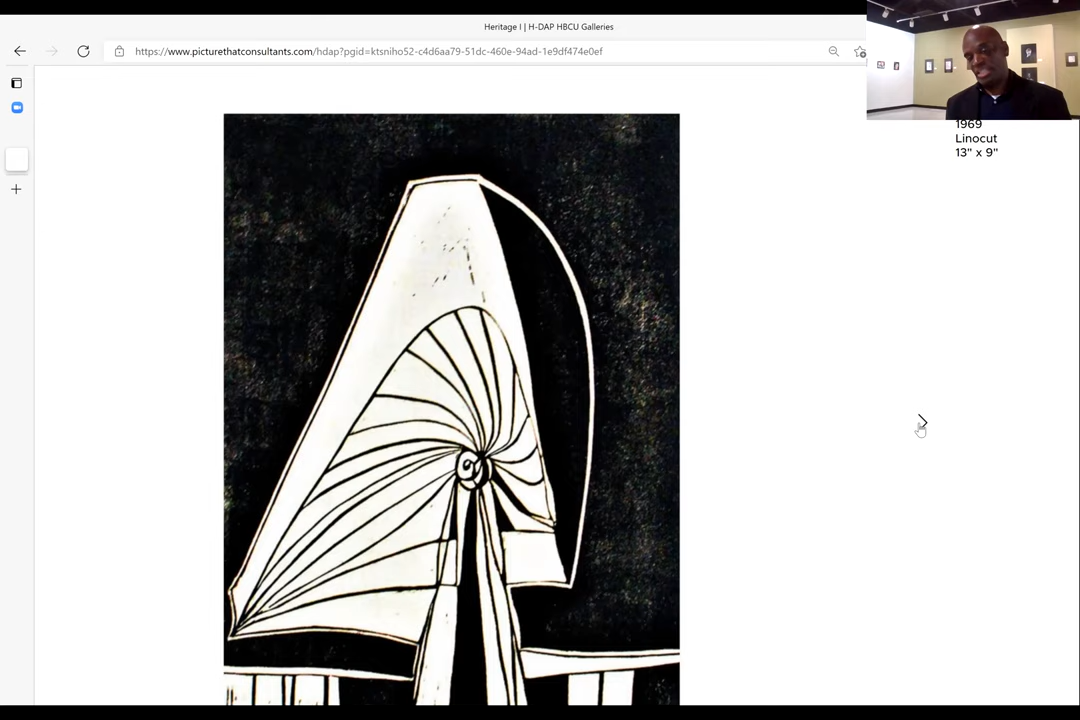 Heritage I | H-DAP HBCU Galleries
https://www.picturethatconsultants.com/hdap?pgid=ktsniho52-c4d6aa79-51dc-460e-94ad-1e9df474e0ef
1969
Linocut
13" x 9"